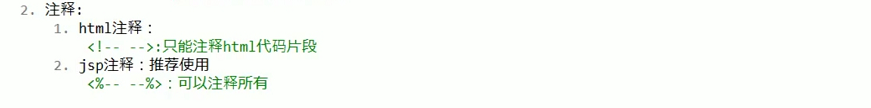 2. 注释:
1. html注释：
<!-- -->:只能注释html代码片段
2. jsp注释：推荐使用
<%-- --%>：可以注释所有